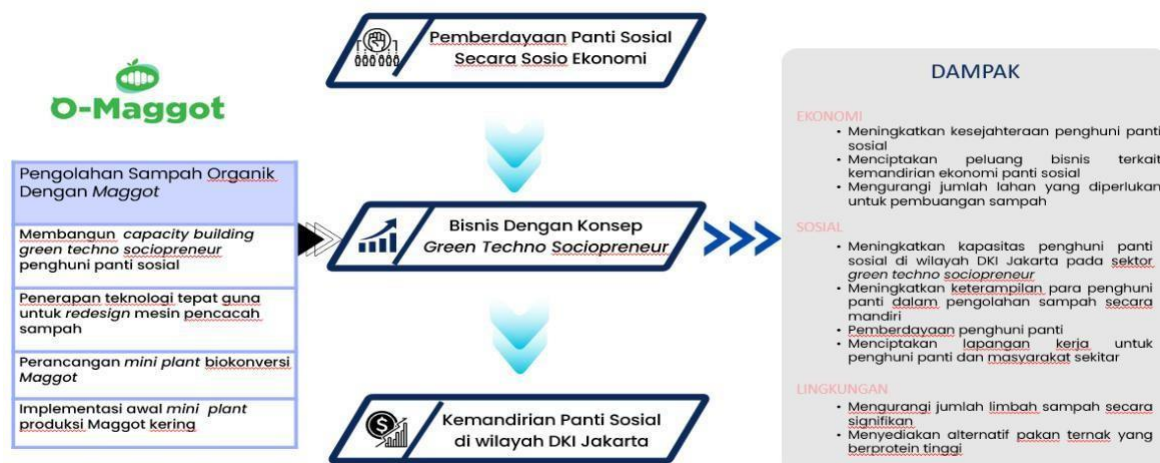 O-Maggot
Pengolahan Sampah Organik
Dengan Maggot
Membangun capacity building
green techno sociopreneur
penghuni panti sosial
Penerapan teknologi tepat guna
untuk redesign mesin pencacah
sampah
Perancangan mini plant biokonversi
Maggot
Implementasi awal mini plant
produksi Maggot kering
Pemberdayaan Panti Sosial
Secara Sosio Ekonomi
Bisnis Dengan Konsep
Green Techno Sociopreneur
Kemandirian Panti Sosial
di wilayah DKI Jakarta
DAMPAK
EKONOMI
• Meningkatkan kesejahteraan penghuni panti
sosial
• Menciptakan peluang bisnis terkait
kemandirian ekonomi panti sosial
• Mengurangi jumlah lahan yang diperlukan
untuk pembuangan sampah
SOSIAL
• Meningkatkan kapasitas penghuni panti
sosial di wilayah DKI Jakarta pada sektor
green techno sociopreneur
• Meningkatkan keterampilan para penghuni
panti dalam pengolahan sampah secara
mandiri
• Pemberdayaan penghuni panti
• Menciptakan lapangan kerja untuk
penghuni panti dan masyarakat sekitar
LINGKUNGAN
• Mengurangi jumlah limbah sampah secara
signifikan
• Menyediakan alternatif pakan ternak yang
berprotein tinggi